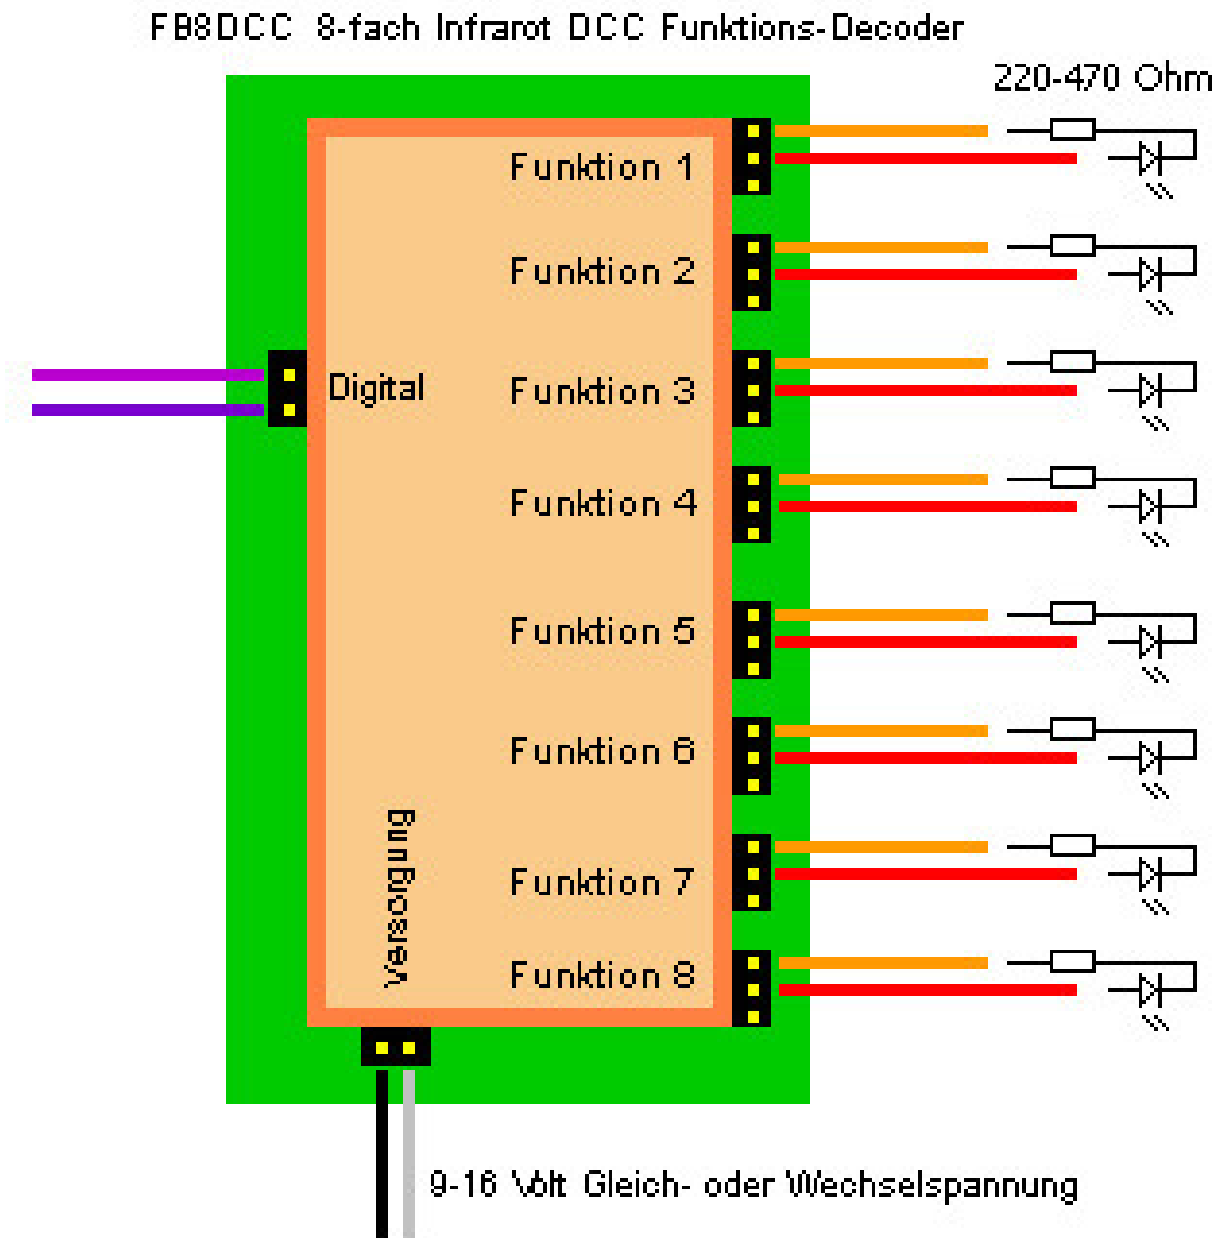 FB8DCC 8-fach Infrarot DCC Funktions-Decoder
220-470 Ohm
Funktion 1
Funktion 2
Digital
Funktion 3
Funktion 4
Funktion 5
Funktion 6
Funktion 7
Versorgung
Funktion 8
9-16 Volt Gleich- oder Wechselspannung